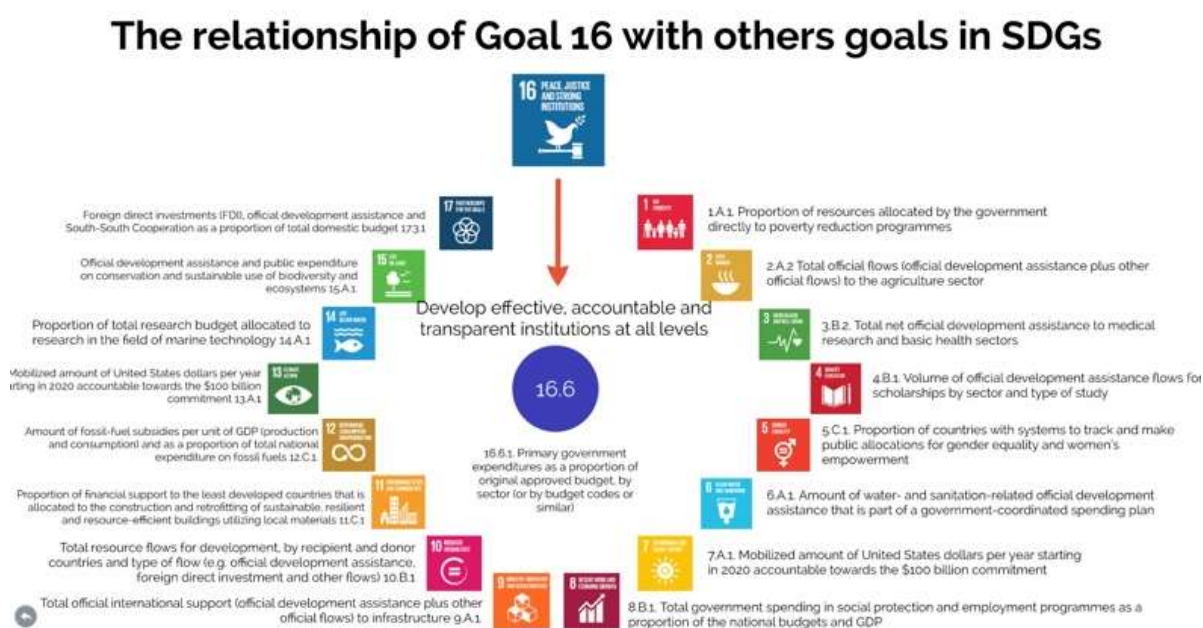 The relationship of Goal 16 with others goals in SDGs
16 PEACE, JUSTICE
AND STRONG
INSTITUTIONS
17
Foreign direct investments (FDI), official development assistance and
South-South Cooperation as a proportion of total domestic budget 17.3.1
1
1.A.1. Proportion of resources allocated by the government
directly to poverty reduction programmes
15
Official development assistance and public expenditure
on conservation and sustainable use of biodiversity and
ecosystems 15.A.1.
2
2.A.2 Total official flows (official development assistance plus other
official flows) to the agriculture sector
Develop effective, accountable and
transparent institutions at all levels
14
Proportion of total research budget allocated to
research in the field of marine technology 14.A.1
3
3.B.2. Total net official development assistance to medical
research and basic health sectors
13
Mobilized amount of United States dollars per year
starting in 2020 accountable towards the $100 billion
commitment 13.A.1
16.6
4
4.B.1. Volume of official development assistance flows for
scholarships by sector and type of study
12
Amount of fossil-fuel subsidies per unit of GDP (production
and consumption) and as a proportion of total national
expenditure on fossil fuels 12.C.1.
5
5.C.1. Proportion of countries with systems to track and make
public allocations for gender equality and women's
empowerment
16.6.1. Primary government
expenditures as a proportion of
original approved budget, by
sector (or by budget codes or
similar)
11
Proportion of financial support to the least developed countries that is
allocated to the construction and retrofitting of sustainable, resilient
and resource-efficient buildings utilizing local materials 11.C.1
6
6.A.1. Amount of water- and sanitation-related official development
assistance that is part of a government-coordinated spending plan
10
Total resource flows for development, by recipient and donor
countries and type of flow (e.g. official development assistance,
foreign direct investment and other flows) 10.B.1.
7
7.A.1. Mobilized amount of United States dollars per year starting
in 2020 accountable towards the $100 billion commitment
9
Total official international support (official development assistance plus other
official flows) to infrastructure 9.A.1.
8
8.B.1. Total government spending in social protection and employment programmes as a
proportion of the national budgets and GDP